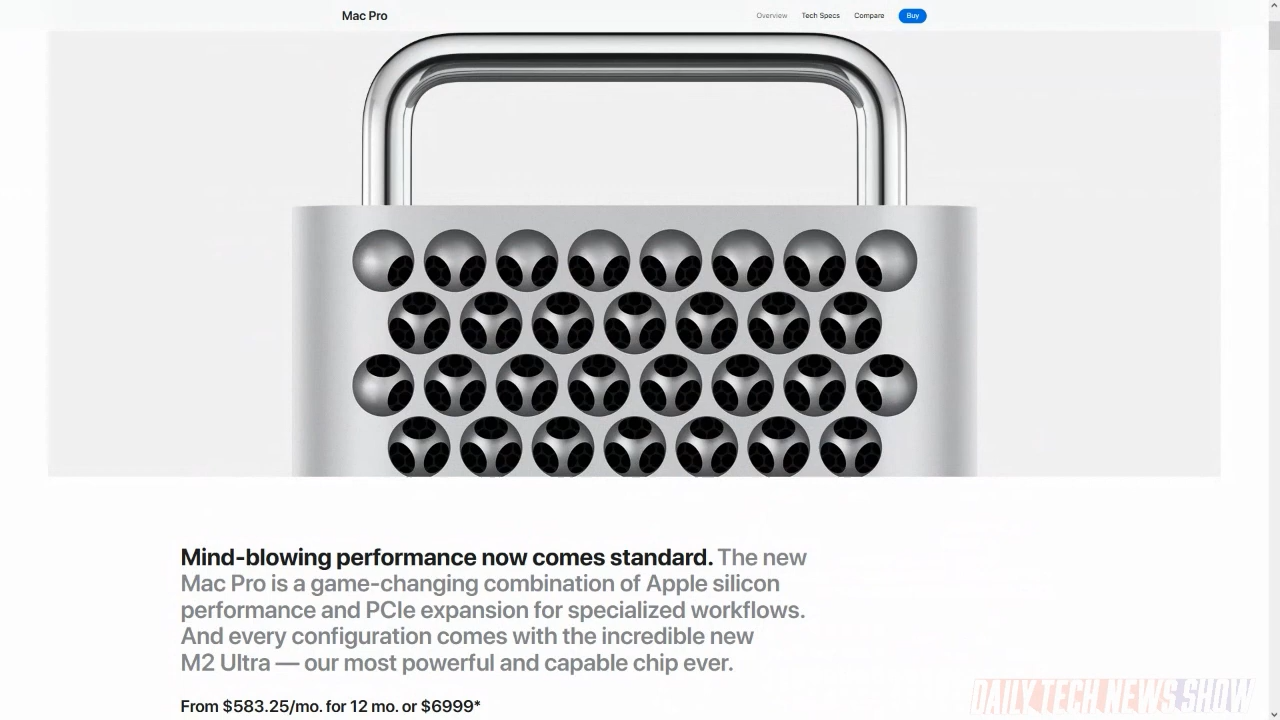 Mac Pro
Overview Tech Specs Compare Buy
Mind-blowing performance now comes standard. The new
Mac Pro is a game-changing combination of Apple silicon
performance and PCIe expansion for specialized workflows.
And every configuration comes with the incredible new
M2 Ultra — our most powerful and capable chip ever.
From $583.25/mo. for 12 mo. or $6999*
DAILY TECH NEWS SHOW